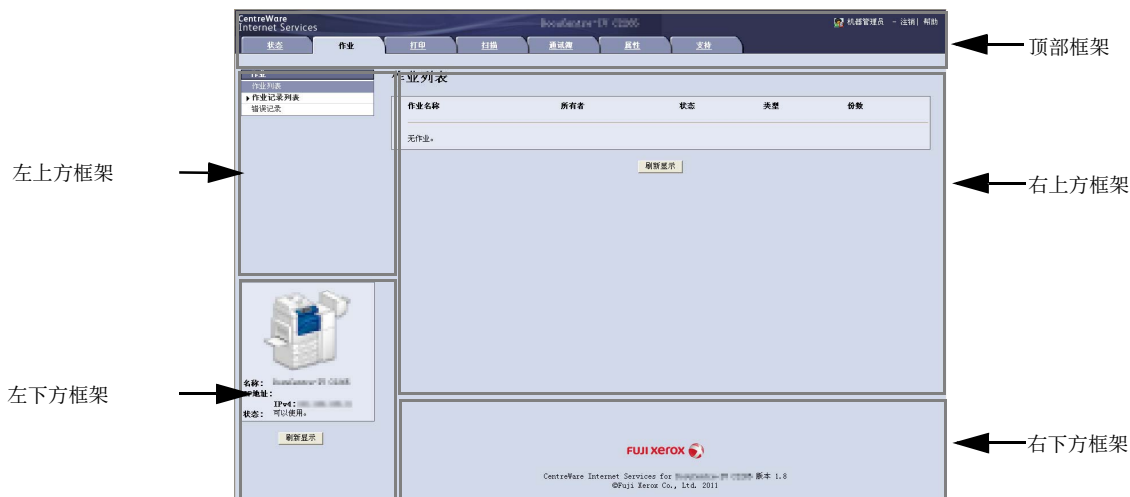 CentreWare
Internet Services
机器管理员 - 注销| 帮助
状态 作业 打印 扫描 通讯簿 属性 支持
顶部框架
作业
作业列表
作业记录列表
错误记录
作业列表
作业名称 所有者 状态 类型 份数
无作业。
刷新显示
左上方框架
右上方框架
名称:
IP地址:
IPv4:
状态: 可以使用。
刷新显示
左下方框架
FUJI xerox
CentreWare Internet Services for 版本 1.8
©Fuji Xerox Co., Ltd. 2011
右下方框架